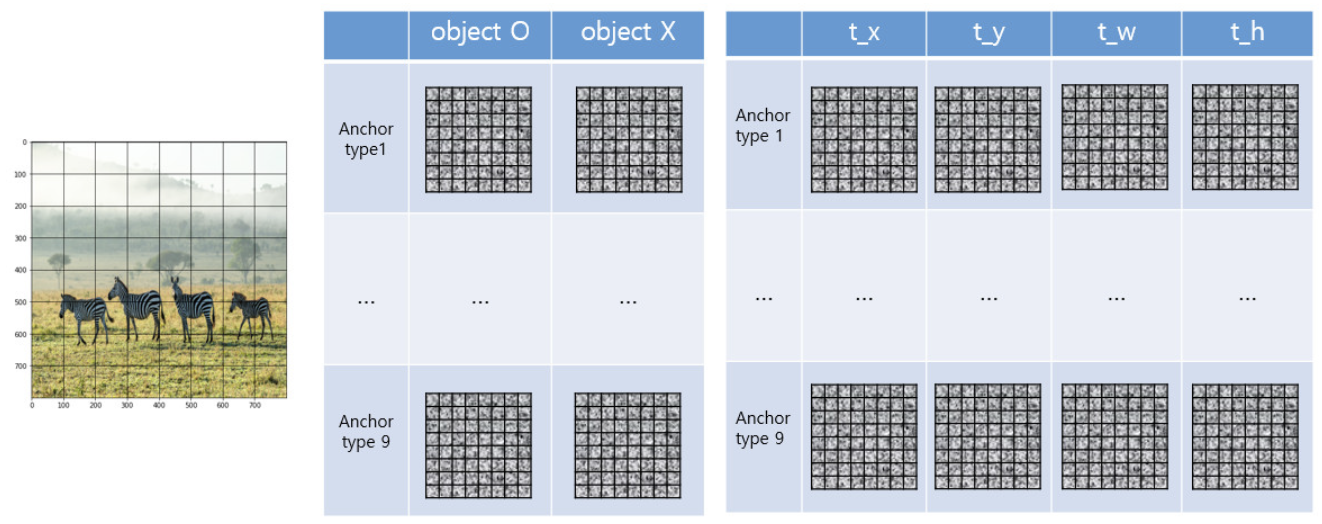 0
100
200
300
400
500
600
700
0 100 200 300 400 500 600 700
object O object X
Anchor
type1
... ... ...
Anchor
type 9
t_x t_y t_w t_h
Anchor
type 1
... ... ... ... ...
Anchor
type 9